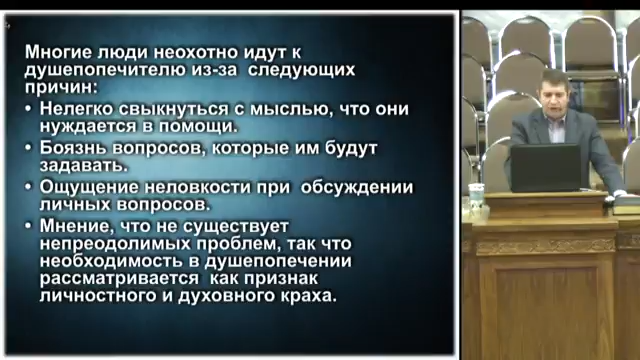 Многие люди неохотно идут к
душепопечителю из-за следующих
причин:
• Нелегко свыкнуться с мыслью, что они
нуждается в помощи.
• Боязнь вопросов, которые им будут
задавать.
• Ощущение неловкости при обсуждении
личных вопросов.
• Мнение, что не существует
непреодолимых проблем, так что
необходимость в душепопечении
рассматривается как признак
личностного и духовного краха.